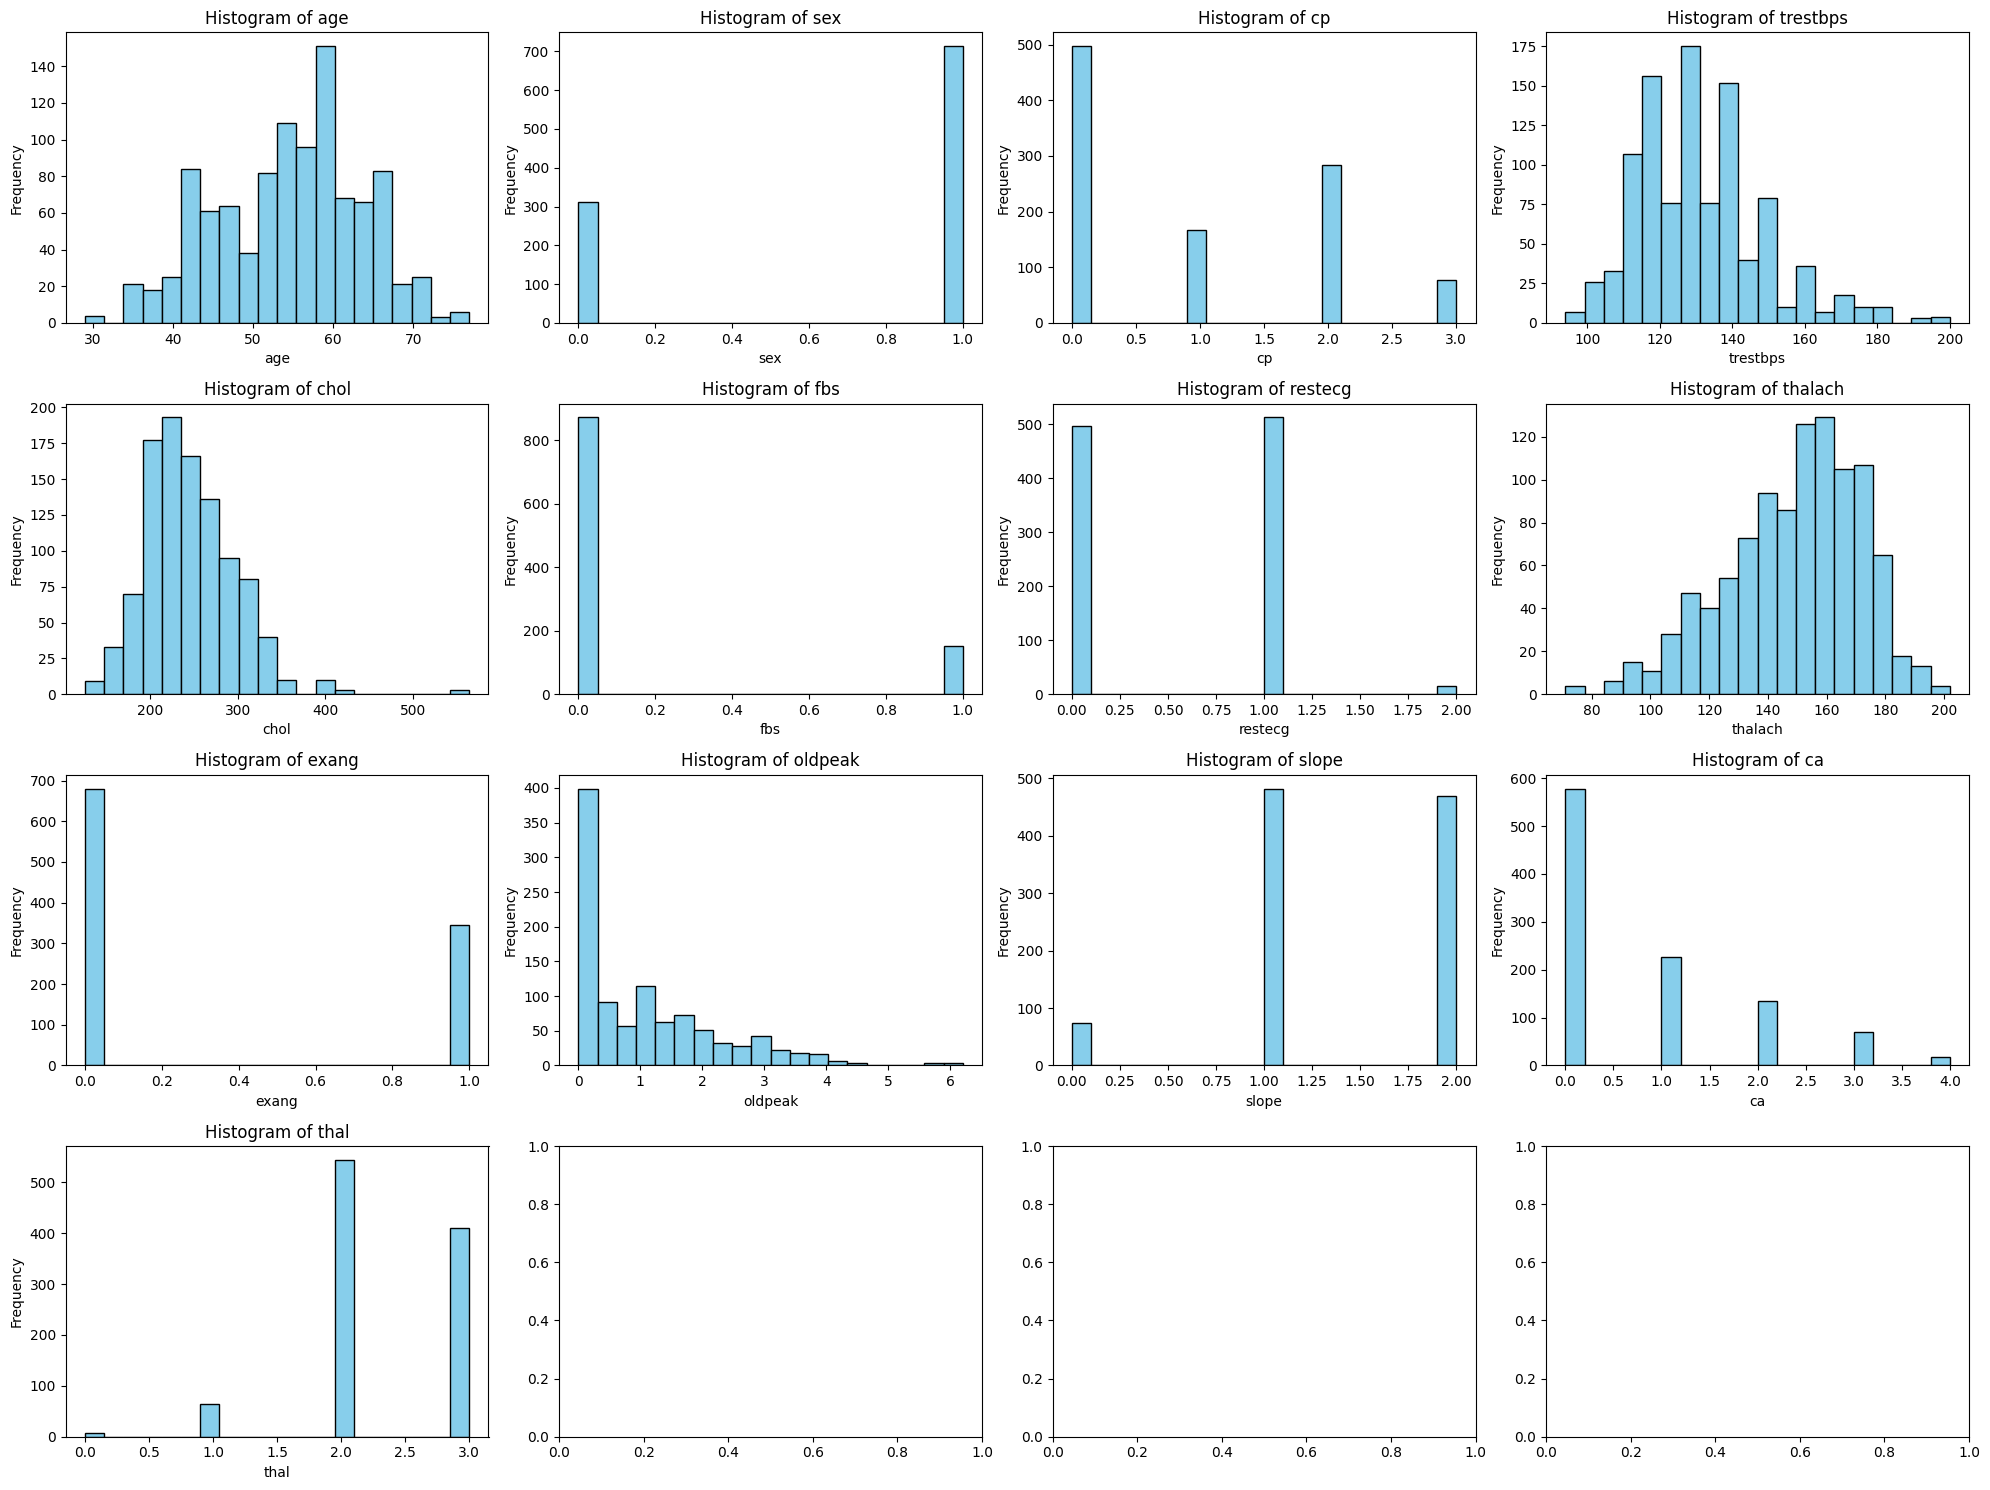 Histogram of age
140
120
100
80
60
40
20
0
Frequency
30 40 50 60 70
age
Histogram of sex
700
600
500
400
300
200
100
0
Frequency
0.0 0.2 0.4 0.6 0.8 1.0
sex
Histogram of cp
500
400
300
200
100
0
Frequency
0.0 0.5 1.0 1.5 2.0 2.5 3.0
cp
Histogram of trestbps
175
150
125
100
75
50
25
0
Frequency
100 120 140 160 180 200
trestbps
Histogram of chol
200
175
150
125
100
75
50
25
0
Frequency
200 300 400 500
chol
Histogram of fbs
800
600
400
200
0
Frequency
0.0 0.2 0.4 0.6 0.8 1.0
fbs
Histogram of restecg
500
400
300
200
100
0
Frequency
0.00 0.25 0.50 0.75 1.00 1.25 1.50 1.75 2.00
restecg
Histogram of thalach
120
100
80
60
40
20
0
Frequency
80 100 120 140 160 180 200
thalach
Histogram of exang
700
600
500
400
300
200
100
0
Frequency
0.0 0.2 0.4 0.6 0.8 1.0
exang
Histogram of oldpeak
400
350
300
250
200
150
100
50
0
Frequency
0 1 2 3 4 5 6
oldpeak
Histogram of slope
500
400
300
200
100
0
Frequency
0.00 0.25 0.50 0.75 1.00 1.25 1.50 1.75 2.00
slope
Histogram of ca
600
500
400
300
200
100
0
Frequency
0.0 0.5 1.0 1.5 2.0 2.5 3.0 3.5 4.0
ca
Histogram of thal
500
400
300
200
100
0
Frequency
0.0 0.5 1.0 1.5 2.0 2.5 3.0
thal
1.0
0.8
0.6
0.4
0.2
0.0
0.0 0.2 0.4 0.6 0.8 1.0
1.0
0.8
0.6
0.4
0.2
0.0
0.0 0.2 0.4 0.6 0.8 1.0
1.0
0.8
0.6
0.4
0.2
0.0
0.0 0.2 0.4 0.6 0.8 1.0